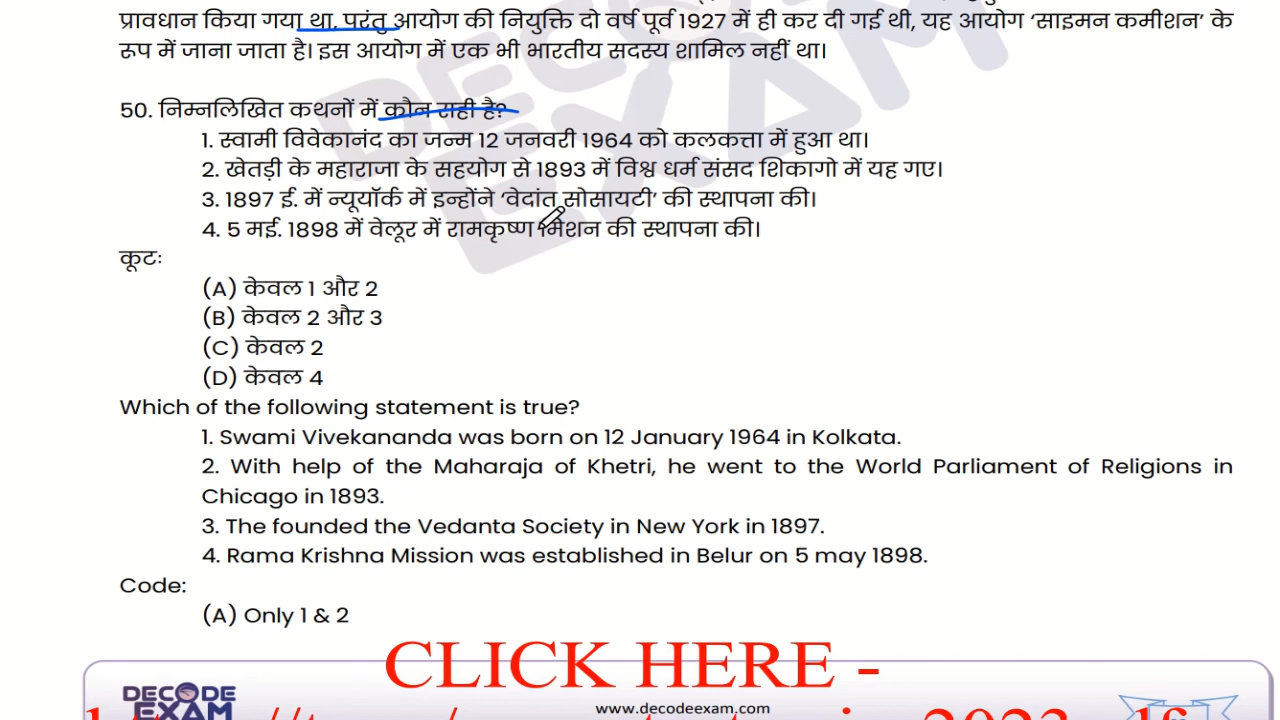 प्रावधान किया गया था, परंतु आयोग की नियुक्ति दो वर्ष पूर्व 1927 में ही कर दी गई थी, यह आयोग ‘साइमन कमीशन’ के
रूप में जाना जाता है। इस आयोग में एक भी भारतीय सदस्य शामिल नहीं था।
50. निम्नलिखित कथनों में कौन सही है?
1. स्वामी विवेकानंद का जन्म 12 जनवरी 1964 को कलकत्ता में हुआ था।
2. खेतड़ी के महाराजा के सहयोग से 1893 में विश्व धर्म संसद शिकागो में यह गए।
3. 1897 ई. में न्यूयॉर्क में इन्होंने ‘वेदांत सोसायटी’ की स्थापना की।
4. 5 मई. 1898 में वेलूर में रामकृष्ण मिशन की स्थापना की।
कूटः
(A) केवल 1 और 2
(B) केवल 2 और 3
(C) केवल 2
(D) केवल 4
Which of the following statement is true?
1. Swami Vivekananda was born on 12 January 1964 in Kolkata.
2. With help of the Maharaja of Khetri, he went to the World Parliament of Religions in
Chicago in 1893.
3. The founded the Vedanta Society in New York in 1897.
4. Rama Krishna Mission was established in Belur on 5 may 1898.
Code:
(A) Only 1 & 2
CLICK HERE -
DECODE
EXAM
www.decodeexam.com